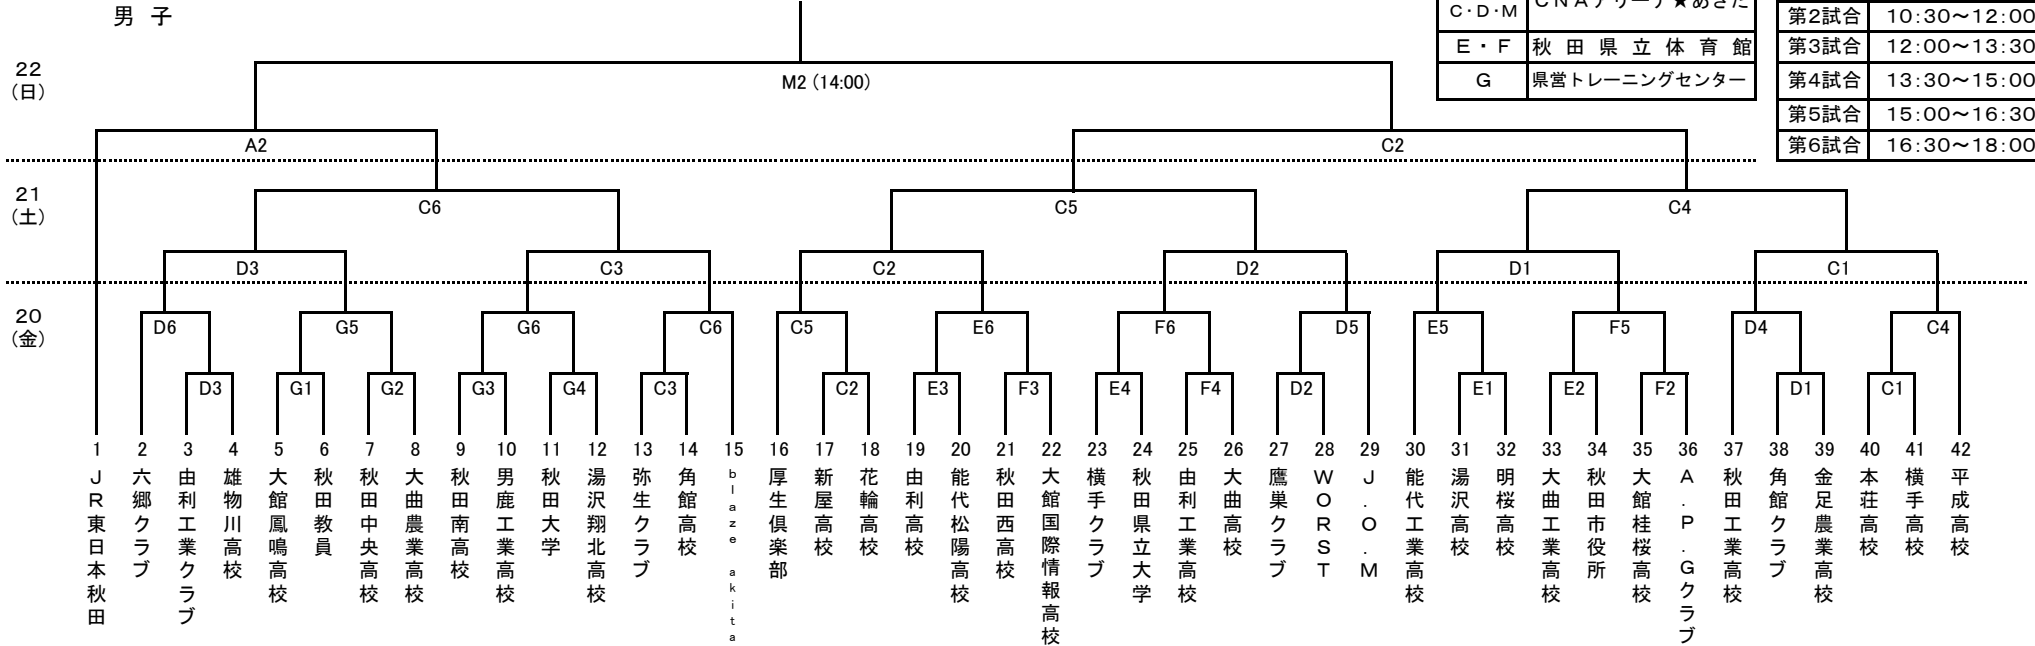 男 子
C・D・M CNAアリーナ★あきた
E・F 秋田県立体育館
G 県営トレーニングセンター
第2試合 10:30～12:00
第3試合 12:00～13:30
第4試合 13:30～15:00
第5試合 15:00～16:30
第6試合 16:30～18:00
22
(日)
M2 (14:00)
A2 C2
21
(土)
C6 C5 C4
D3 C3 C2 D2 D1 C1
20
(金)
D6 G5 G6 C6 C5 E6 F6 D5 E5 F5 D4 C4
D3 G1 G2 G3 G4 C3 C2 E3 F3 E4 F4 D2 E1 E2 F2 D1 C1
1 JR東日本秋田
2 六郷クラブ
3 由利工業クラブ
4 雄物川高校
5 大館鳳鳴高校
6 秋田教員
7 秋田中央高校
8 大曲農業高校
9 秋田南高校
10 男鹿工業高校
11 秋田大学
12 湯沢翔北高校
13 弥生クラブ
14 角館高校
15 blaze akita
16 厚生倶楽部
17 新屋高校
18 花輪高校
19 由利高校
20 能代松陽高校
21 秋田西高校
22 大館国際情報高校
23 横手クラブ
24 秋田県立大学
25 由利工業高校
26 大曲高校
27 鷹巣クラブ
28 WORST
29 J.O.M
30 能代工業高校
31 湯沢高校
32 明桜高校
33 大曲工業高校
34 秋田市役所
35 大館桂桜高校
36 A.P.Gクラブ
37 秋田工業高校
38 角館クラブ
39 金足農業高校
40 本荘高校
41 横手高校
42 平成高校